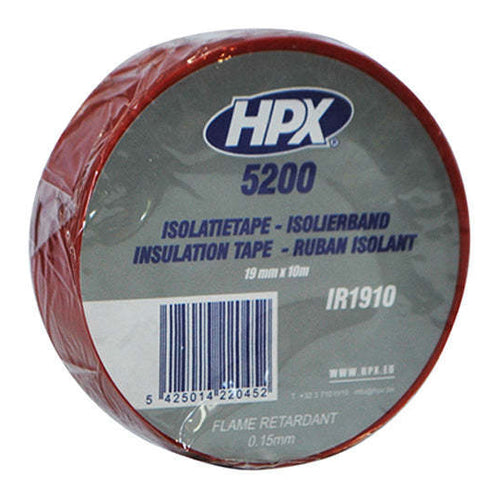 HPX
5200
ISOLATIETAPE - ISOLIERBAND
INSULATION TAPE - RUBAN ISOLANT
19 mm x 10m
IR1910
WWW.HPX.EU
5 425014 220452
FLAME RETARDANT
0.15mm